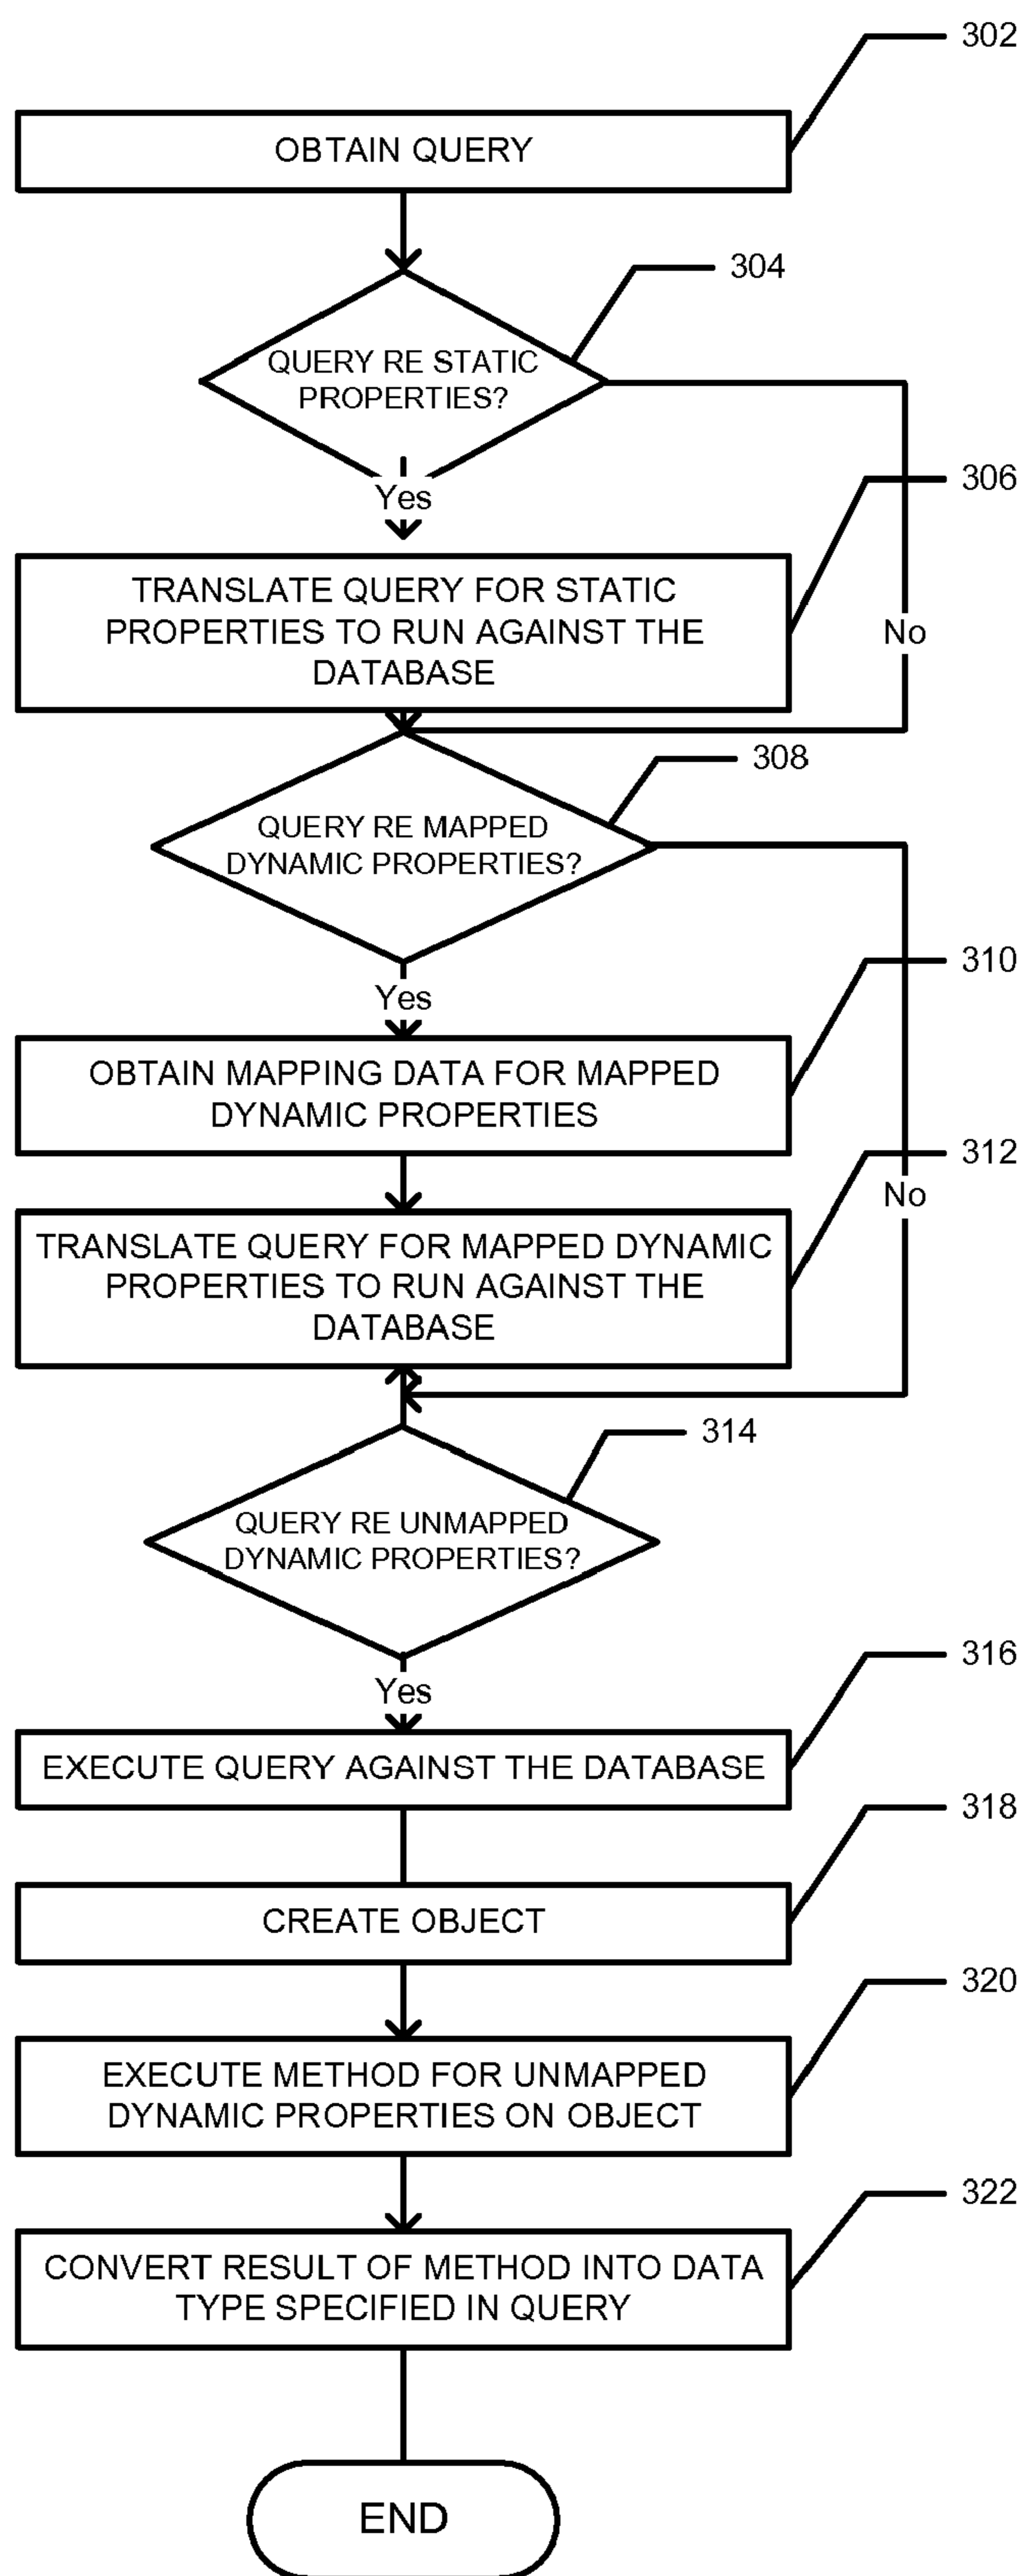 302
OBTAIN QUERY
304
QUERY RE STATIC
PROPERTIES?
306
Yes
TRANSLATE QUERY FOR STATIC
PROPERTIES TO RUN AGAINST THE
DATABASE
No
308
QUERY RE MAPPED
DYNAMIC PROPERTIES?
310
Yes
OBTAIN MAPPING DATA FOR MAPPED
DYNAMIC PROPERTIES
312
No
TRANSLATE QUERY FOR MAPPED DYNAMIC
PROPERTIES TO RUN AGAINST THE
DATABASE
314
QUERY RE UNMAPPED
DYNAMIC PROPERTIES?
316
Yes
EXECUTE QUERY AGAINST THE DATABASE
318
CREATE OBJECT
320
EXECUTE METHOD FOR UNMAPPED
DYNAMIC PROPERTIES ON OBJECT
322
CONVERT RESULT OF METHOD INTO DATA
TYPE SPECIFIED IN QUERY
END